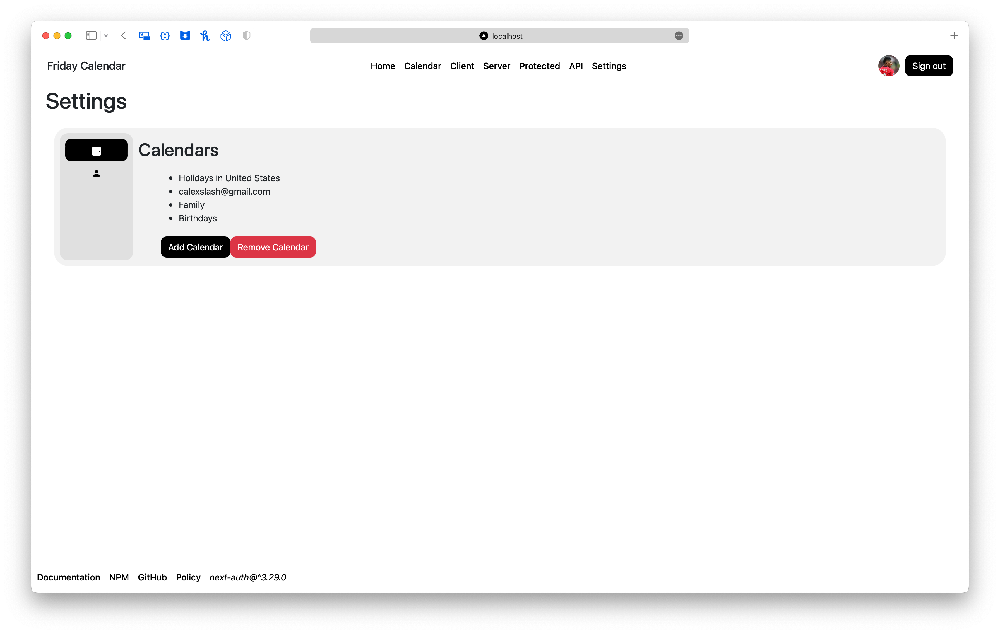 localhost
Friday Calendar
Home Calendar Client Server Protected API Settings
Sign out
Settings
Calendars
Holidays in United States
calexslash@gmail.com
Family
Birthdays
Add Calendar Remove Calendar
Documentation NPM GitHub Policy next-auth@^3.29.0